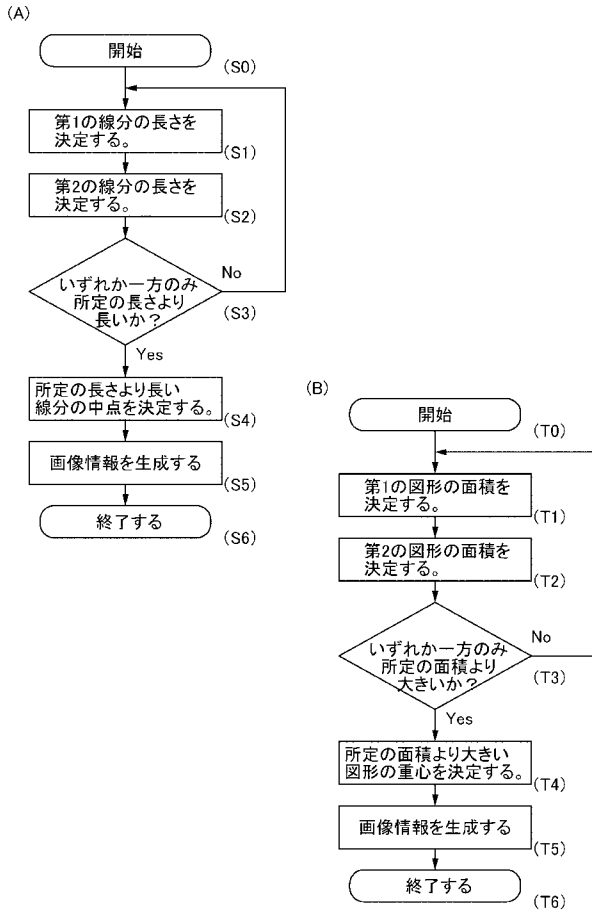 (A)
開始
(S0)
第1の線分の長さを
決定する。
(S1)
第2の線分の長さを
決定する。
(S2)
いずれか一方のみ
所定の長さより
長いか？
No
(S3)
Yes
所定の長さより長い
線分の中点を決定する。
(S4)
画像情報を生成する
(S5)
終了する
(S6)
(B)
開始
(T0)
第1の図形の面積を
決定する。
(T1)
第2の図形の面積を
決定する。
(T2)
いずれか一方のみ
所定の面積より
大きいか？
No
(T3)
Yes
所定の面積より大きい
図形の重心を決定する。
(T4)
画像情報を生成する
(T5)
終了する
(T6)